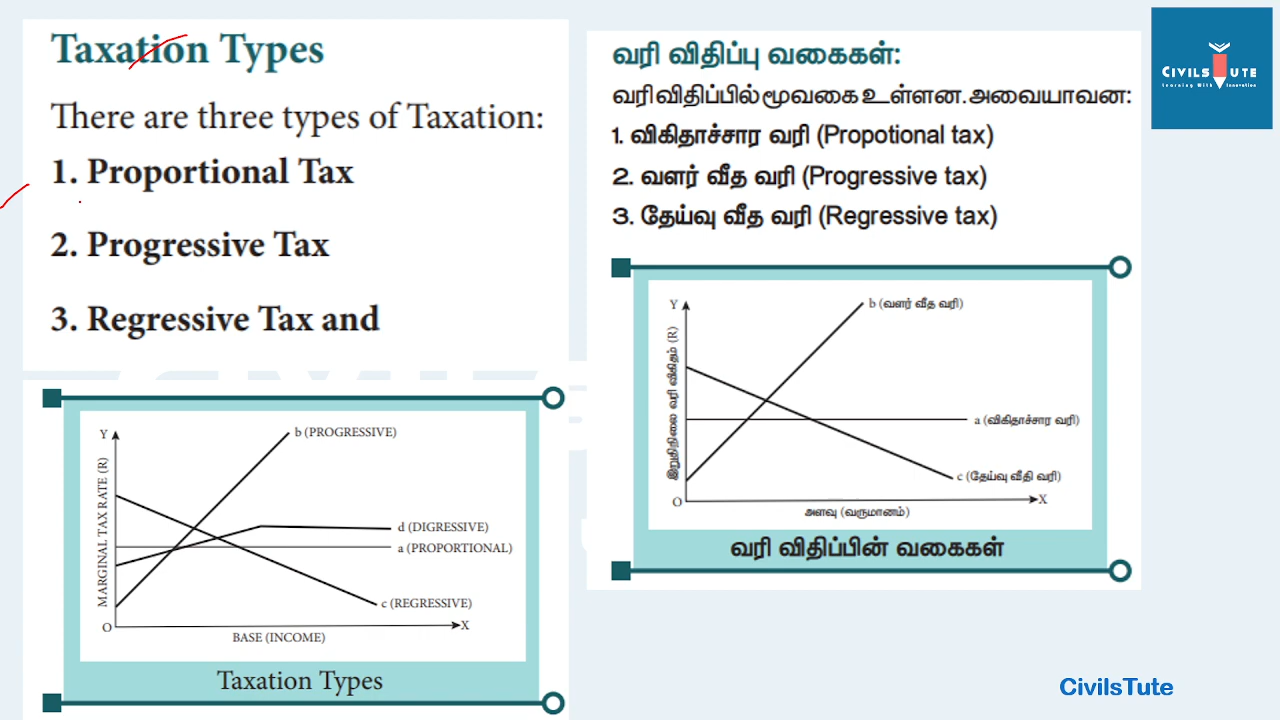 Taxation Types
There are three types of Taxation:
1. Proportional Tax
2. Progressive Tax
3. Regressive Tax and
Y
MARGINAL TAX RATE (R)
b (PROGRESSIVE)
d (DIGRESSIVE)
a (PROPORTIONAL)
c (REGRESSIVE)
O
X
BASE (INCOME)
Taxation Types
வரி விதிப்பு வகைகள்:
வரிவிதிப்பில் மூவகை உள்ளன. அவையாவன:
1. விகிதாச்சார வரி (Propotional tax)
2. வளர் வீத வரி (Progressive tax)
3. தேய்வு வீத வரி (Regressive tax)
Y
இறுதிநிலை வரி விகிதம் (R)
b (வளர் வீத வரி)
a (விகிதாச்சார வரி)
c (தேய்வு வீதி வரி)
O
X
அளவு (வருமானம்)
வரி விதிப்பின் வகைகள்
CIVILSTUTE
Learning With Innovation
CivilsTute